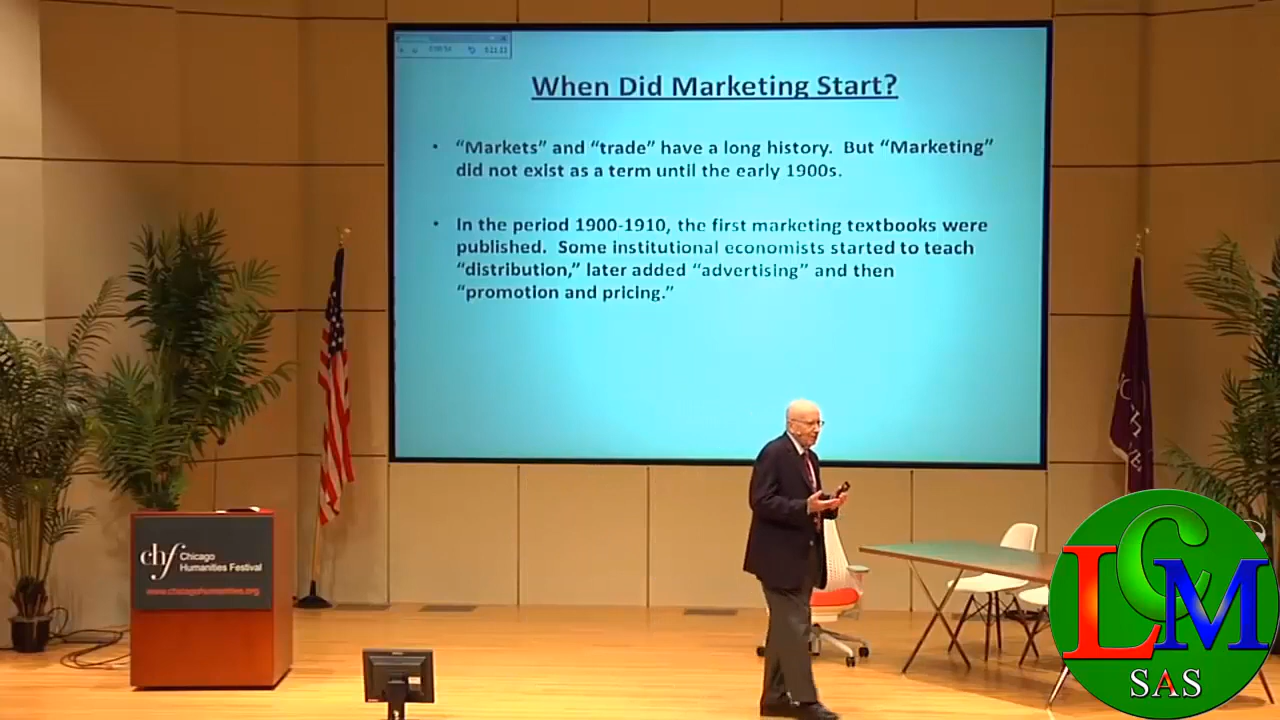 When Did Marketing Start?
• “Markets” and “trade” have a long history. But “Marketing”
did not exist as a term until the early 1900s.
• In the period 1900-1910, the first marketing textbooks were
published. Some institutional economists started to teach
“distribution,” later added “advertising” and then
“promotion and pricing.”
chf Chicago
Humanities Festival
www.chicagohumanities.org
LCM
SAS